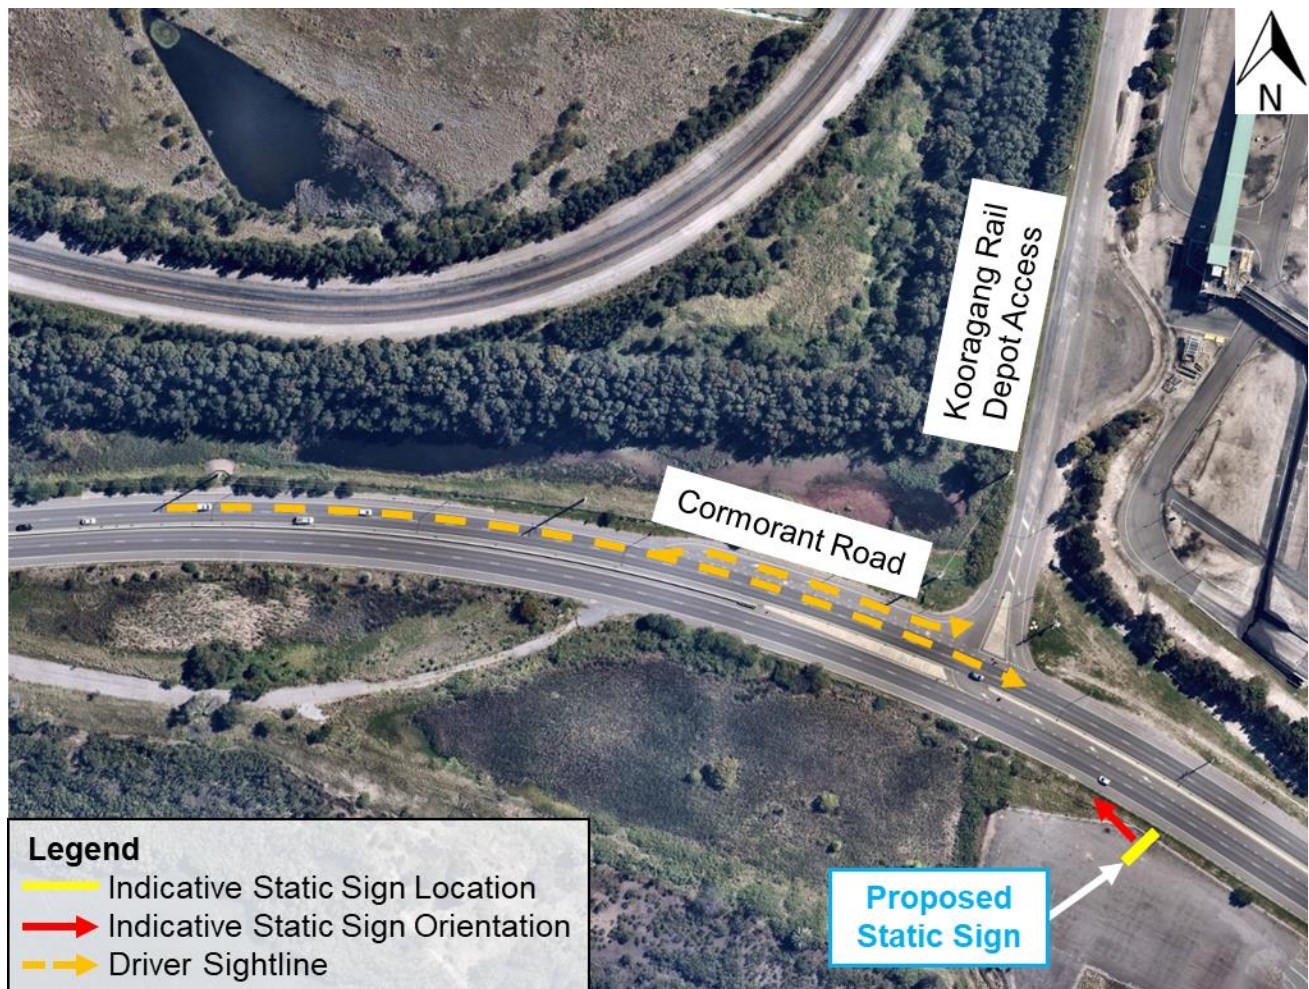 N
Kooragang Rail
Depot Access
Cormorant Road
Legend
Indicative Static Sign Location
Indicative Static Sign Orientation
Driver Sightline
Proposed
Static Sign